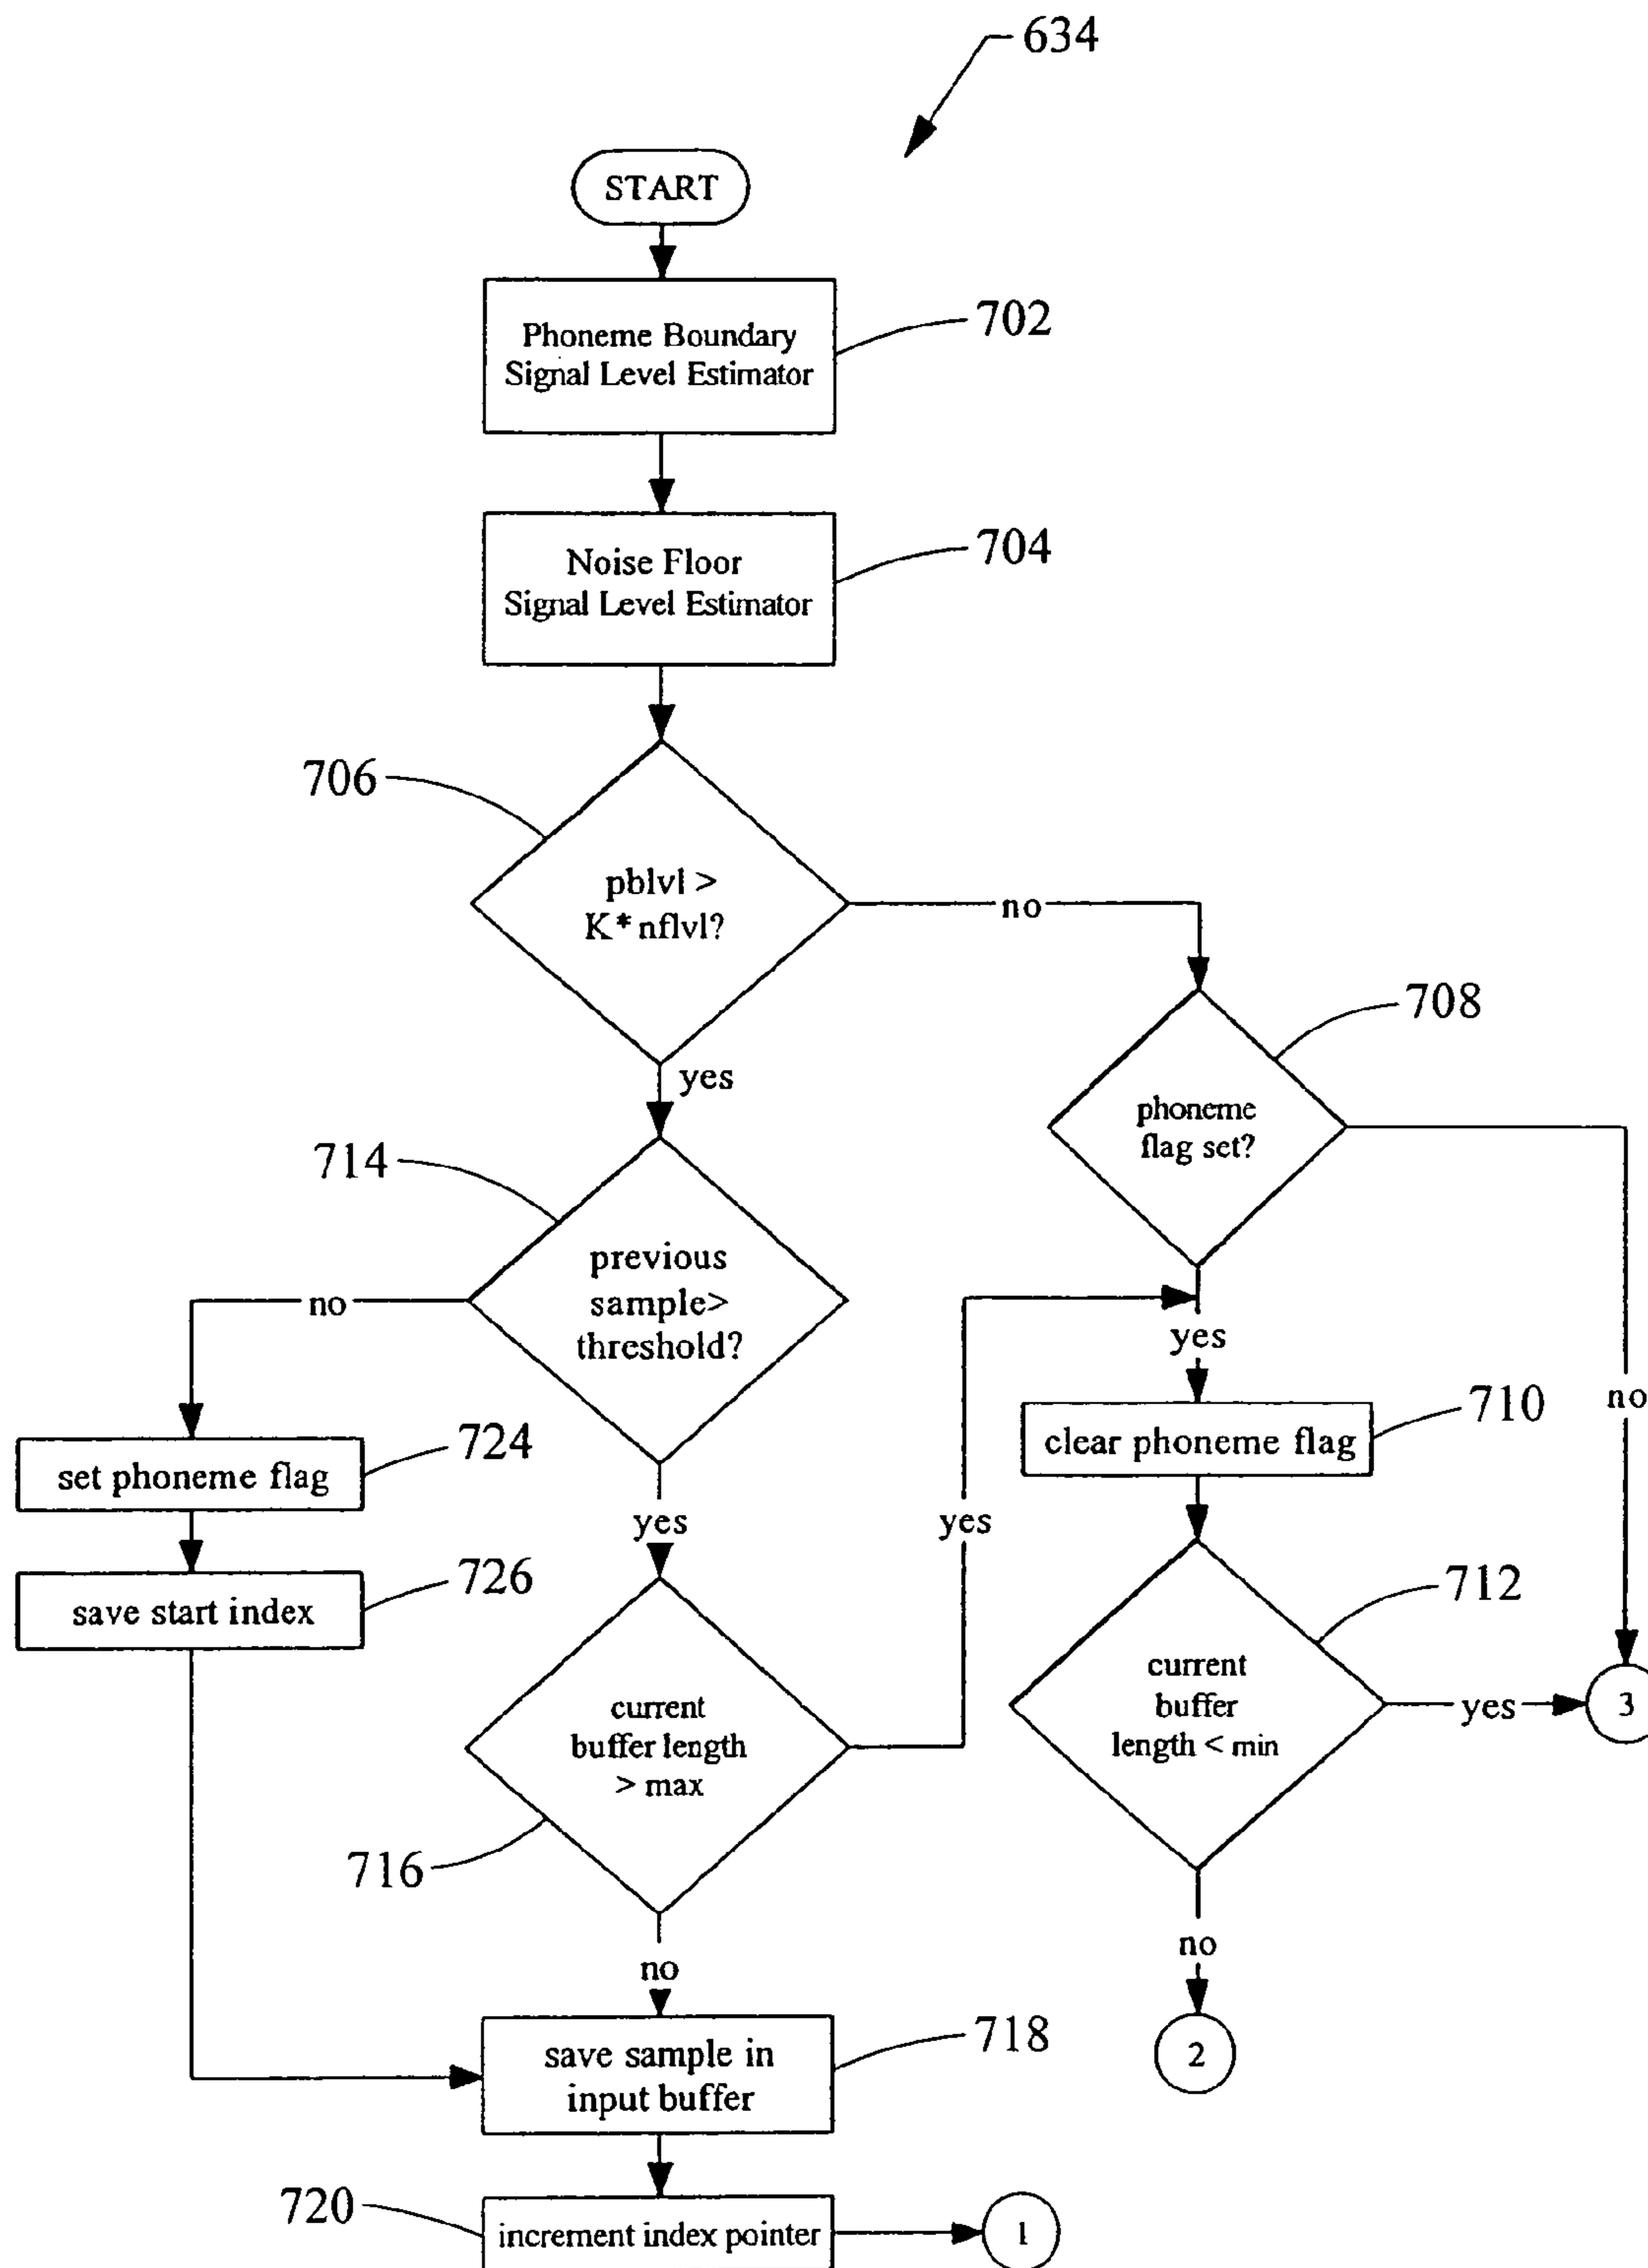 634
START
Phoneme Boundary
Signal Level Estimator
702
Noise Floor
Signal Level Estimator
704
706
pblvl >
K* nflvl?
no
yes
708
phoneme
flag set?
no
714
previous
sample>
threshold?
no
yes
yes
710
clear phoneme flag
724
set phoneme flag
726
save start index
yes
712
current
buffer
length < min
yes
3
716
current
buffer length
> max
no
no
2
718
save sample in
input buffer
720
increment index pointer
1